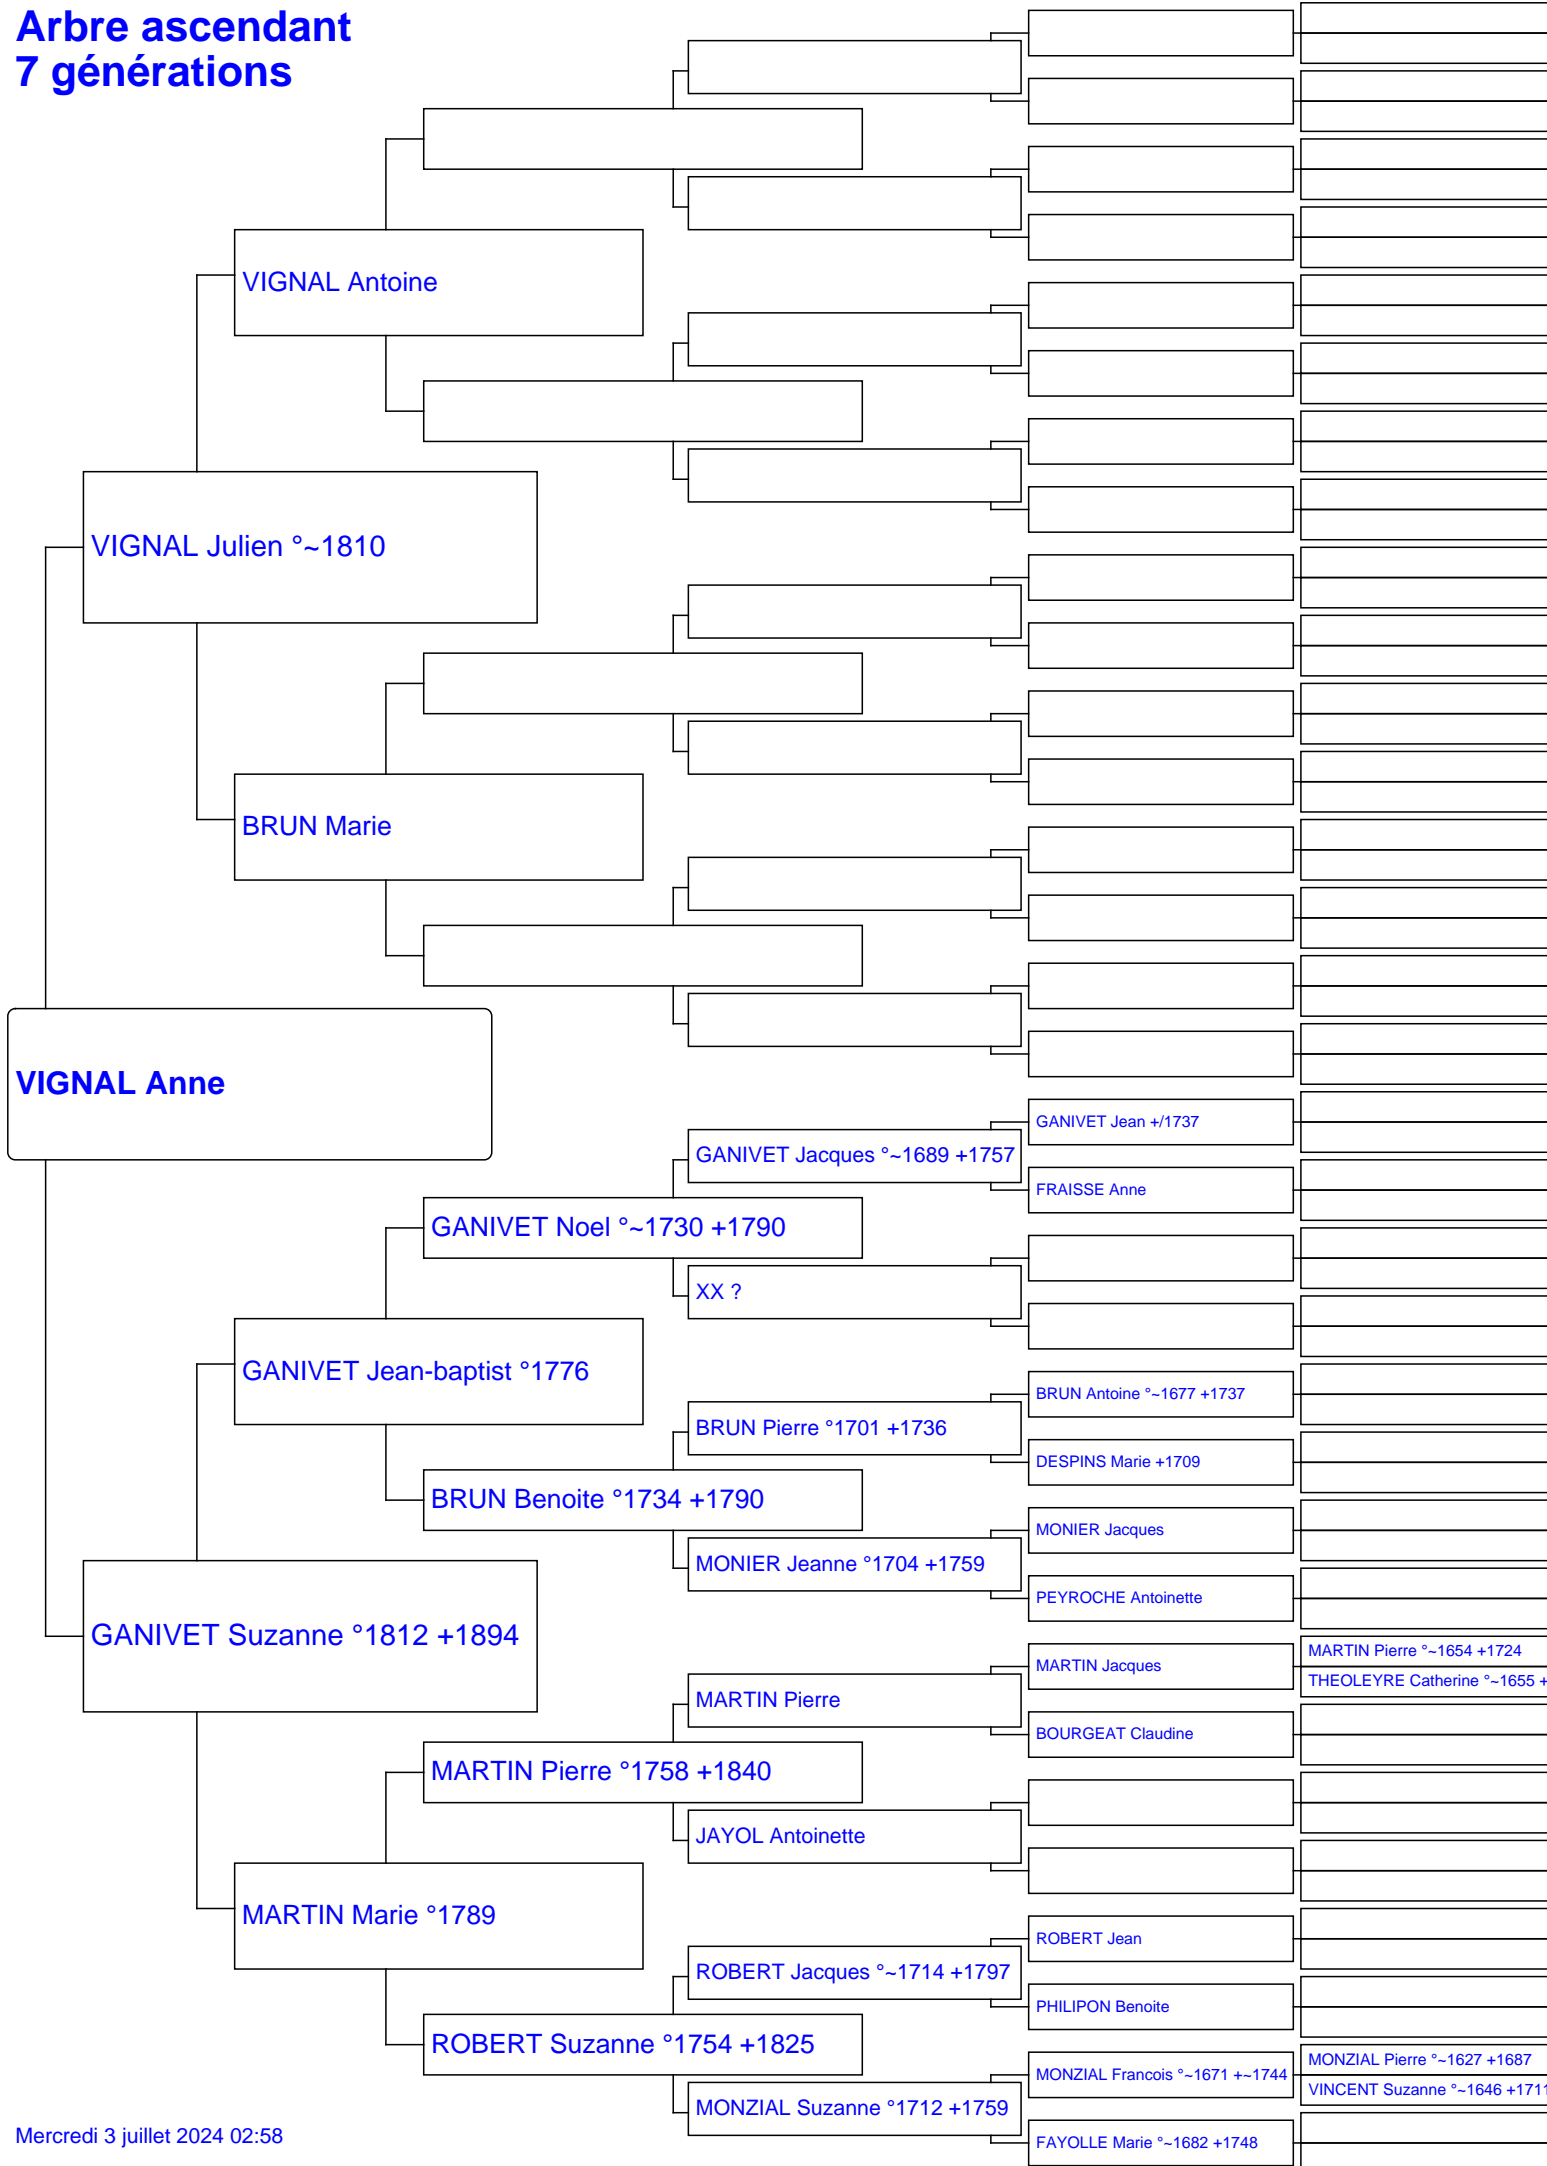 Arbre ascendant
7 générations
VIGNAL Antoine
VIGNAL Julien °~1810
BRUN Marie
VIGNAL Anne
GANIVET Jean +/1737
GANIVET Jacques °~1689 +1757
FRAISSE Anne
GANIVET Noel °~1730 +1790
XX ?
GANIVET Jean-baptist °1776
BRUN Antoine °~1677 +1737
BRUN Pierre °1701 +1736
DESPINS Marie +1709
BRUN Benoite °1734 +1790
MONIER Jacques
MONIER Jeanne °1704 +1759
PEYROCHE Antoinette
GANIVET Suzanne °1812 +1894
MARTIN Pierre °~1654 +1724
MARTIN Jacques
THEOLEYRE Catherine °~1655 +
MARTIN Pierre
BOURGEAT Claudine
MARTIN Pierre °1758 +1840
JAYOL Antoinette
MARTIN Marie °1789
ROBERT Jean
ROBERT Jacques °~1714 +1797
PHILIPON Benoite
ROBERT Suzanne °1754 +1825
MONZIAL Pierre °~1627 +1687
MONZIAL Francois °~1671 +~1744
VINCENT Suzanne °~1646 +1711
MONZIAL Suzanne °1712 +1759
FAYOLLE Marie °~1682 +1748
Mercredi 3 juillet 2024 02:58